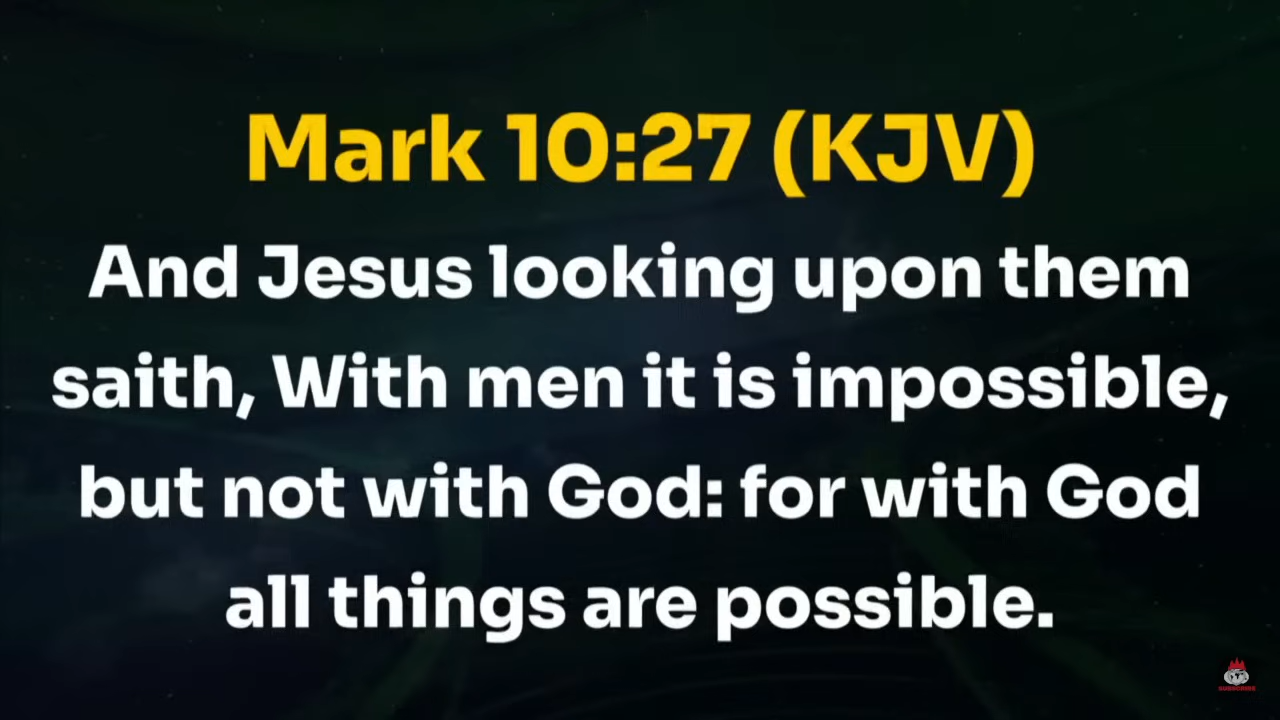 Mark 10:27 (KJV)
And Jesus looking upon them
saith, With men it is impossible,
but not with God: for with God
all things are possible.
SUBSCRIBE